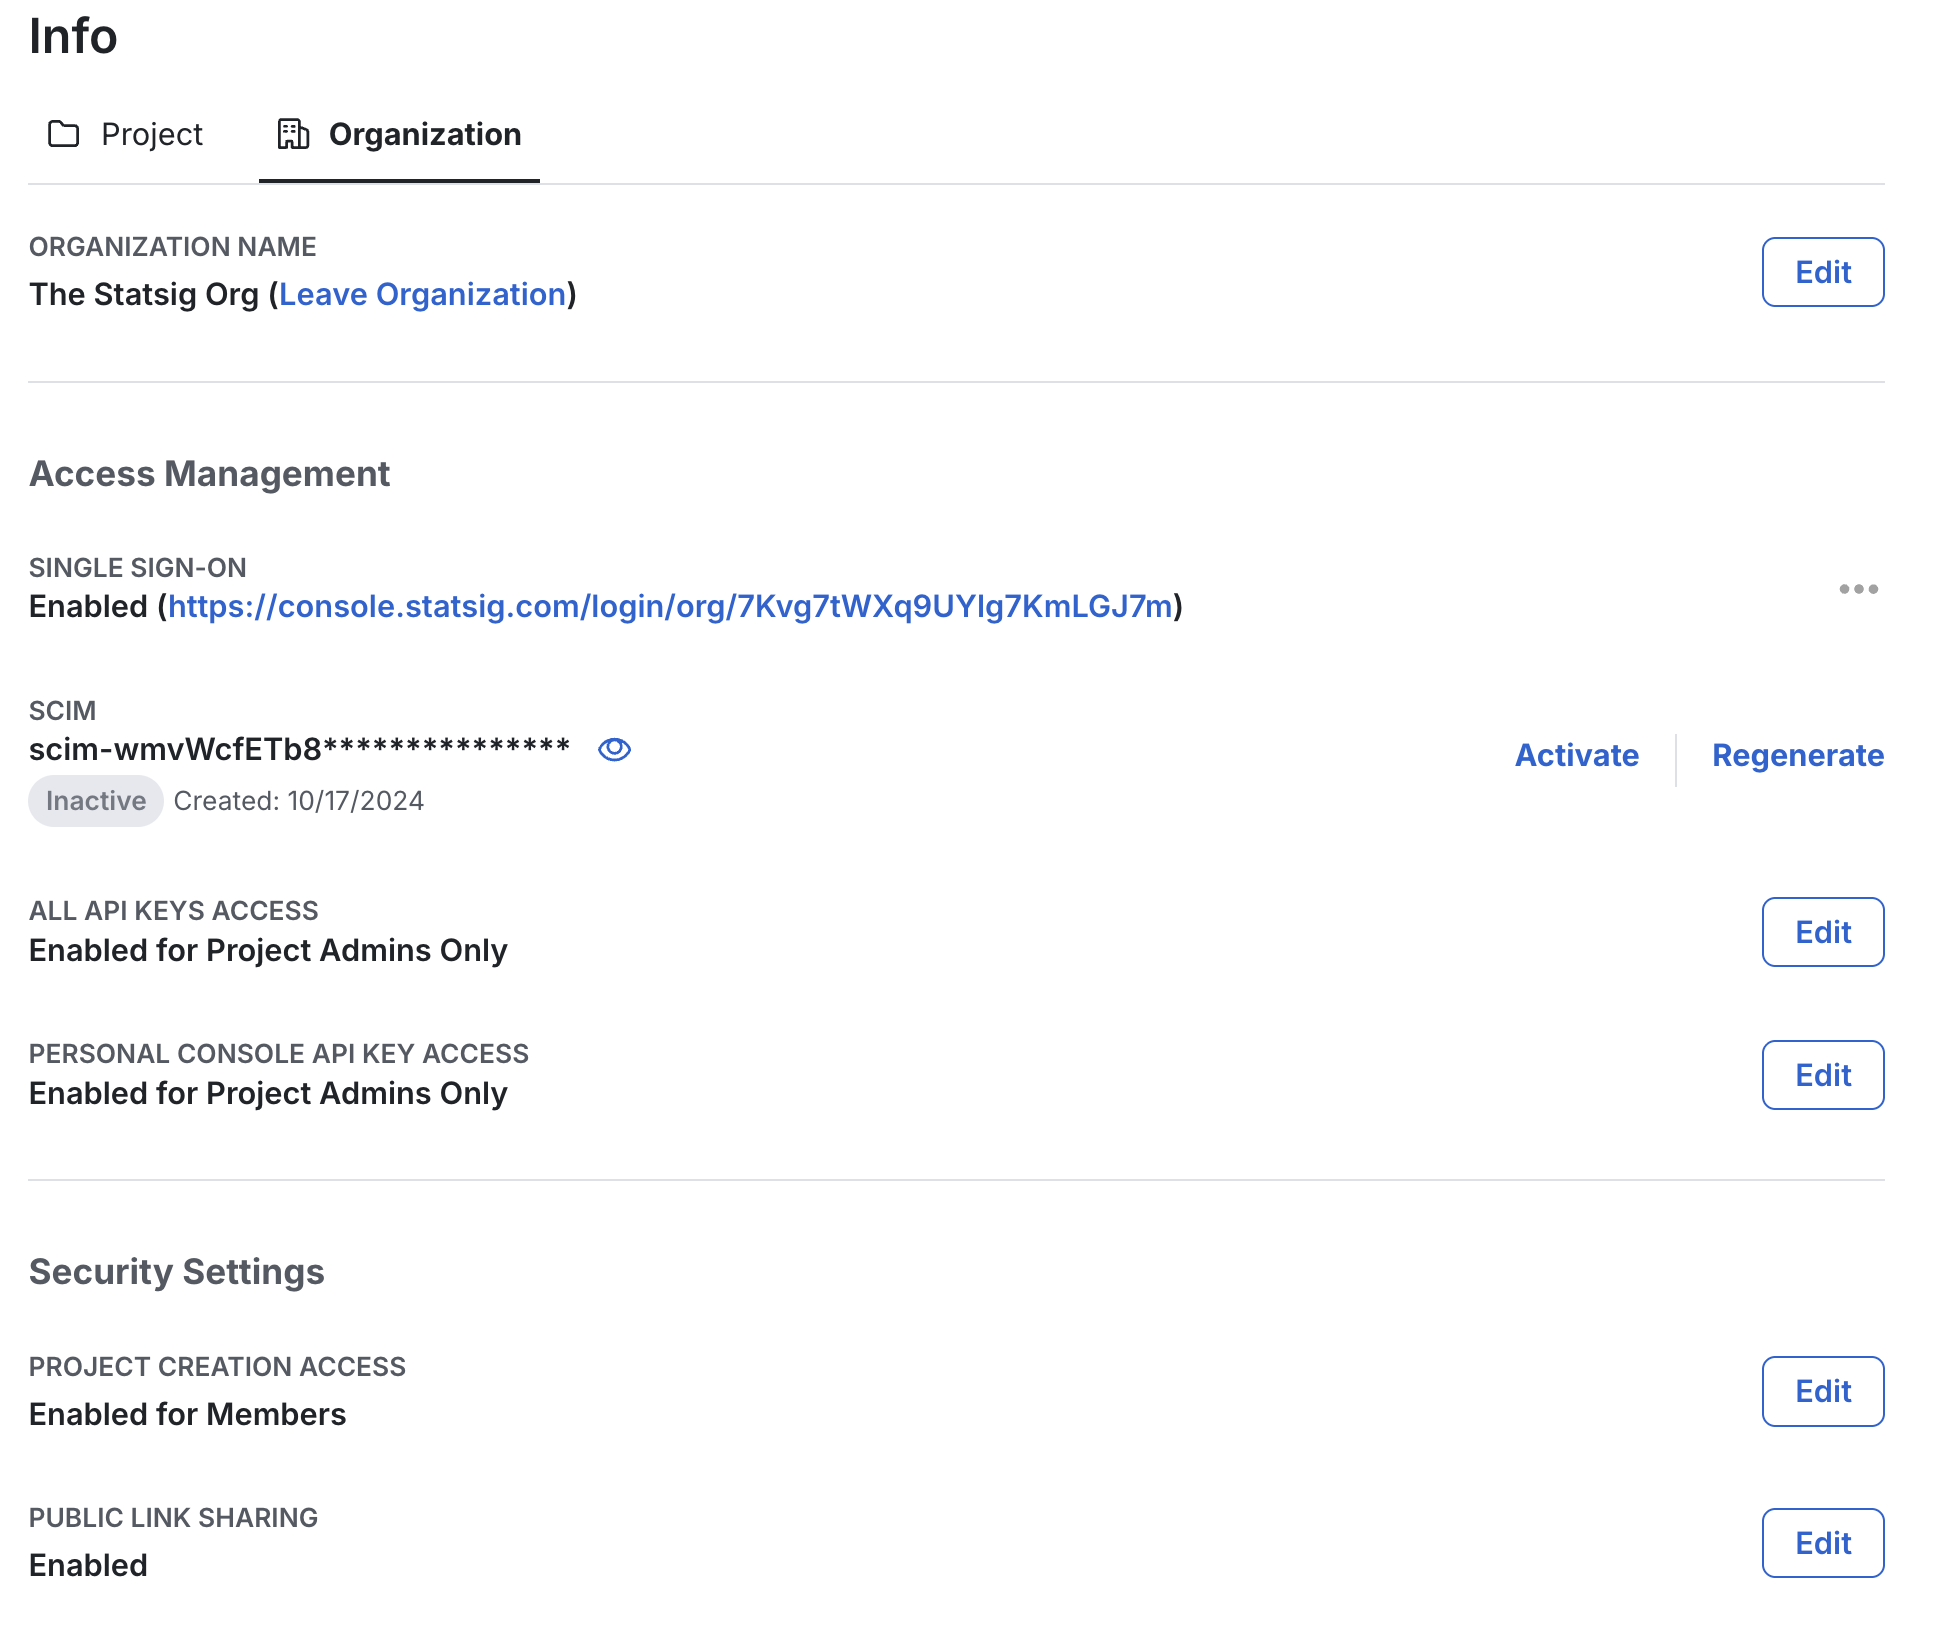 Info
Project
Organization
ORGANIZATION NAME
The Statsig Org (Leave Organization)
Edit
Access Management
SINGLE SIGN-ON
Enabled (https://console.statsig.com/login/org/7Kvg7tWXq9UYIg7KmLGJ7m)
SCIM
scim-wmvWcfETb8***************
Activate
Regenerate
Inactive Created: 10/17/2024
ALL API KEYS ACCESS
Enabled for Project Admins Only
Edit
PERSONAL CONSOLE API KEY ACCESS
Enabled for Project Admins Only
Edit
Security Settings
PROJECT CREATION ACCESS
Enabled for Members
Edit
PUBLIC LINK SHARING
Enabled
Edit